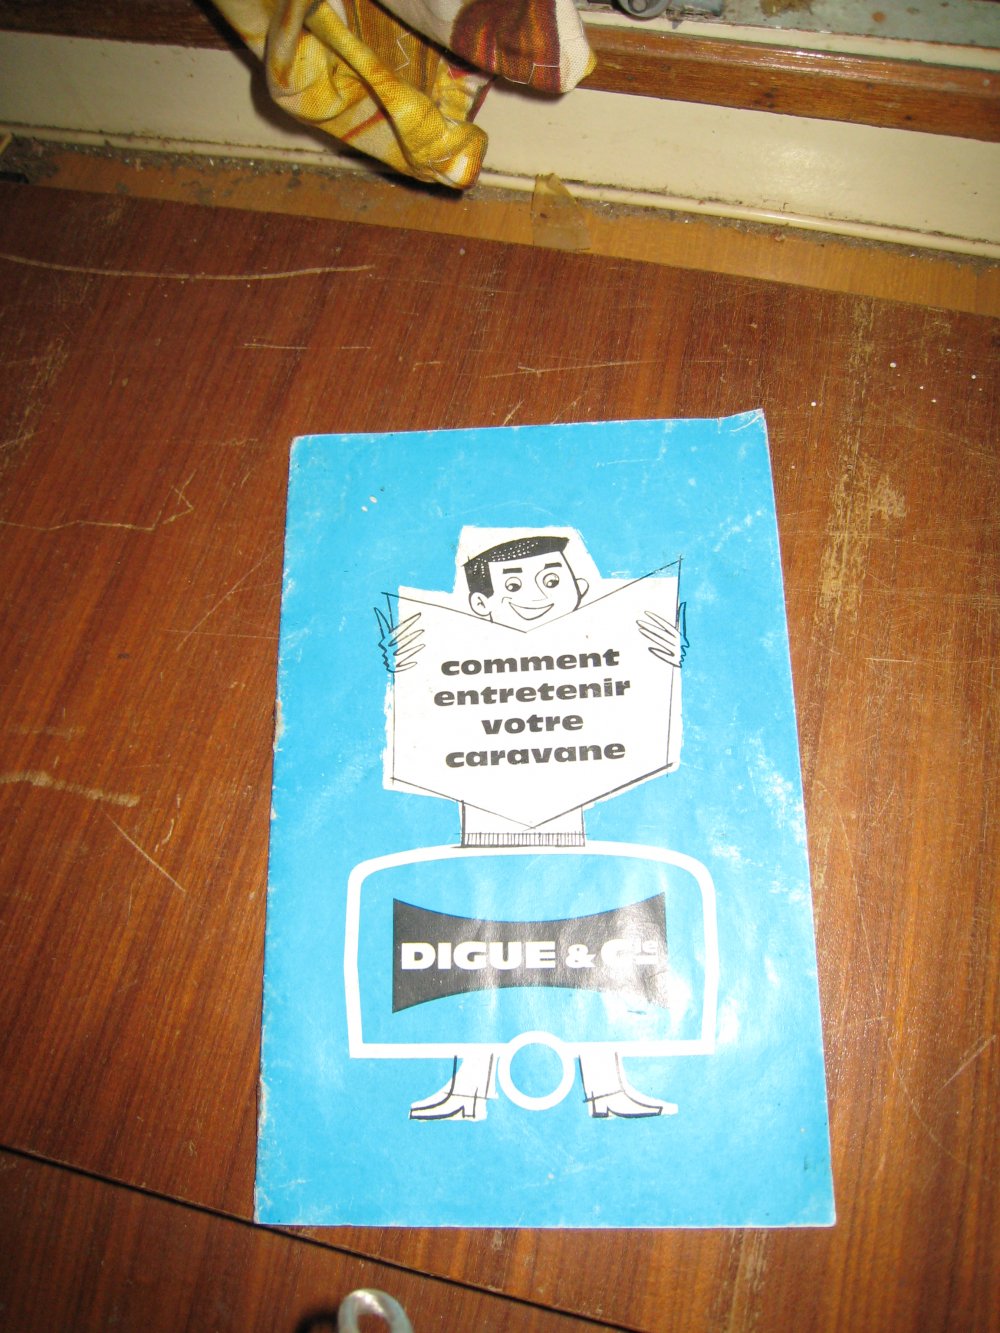 comment
entretenir
votre
caravane
DIGUE & Cie